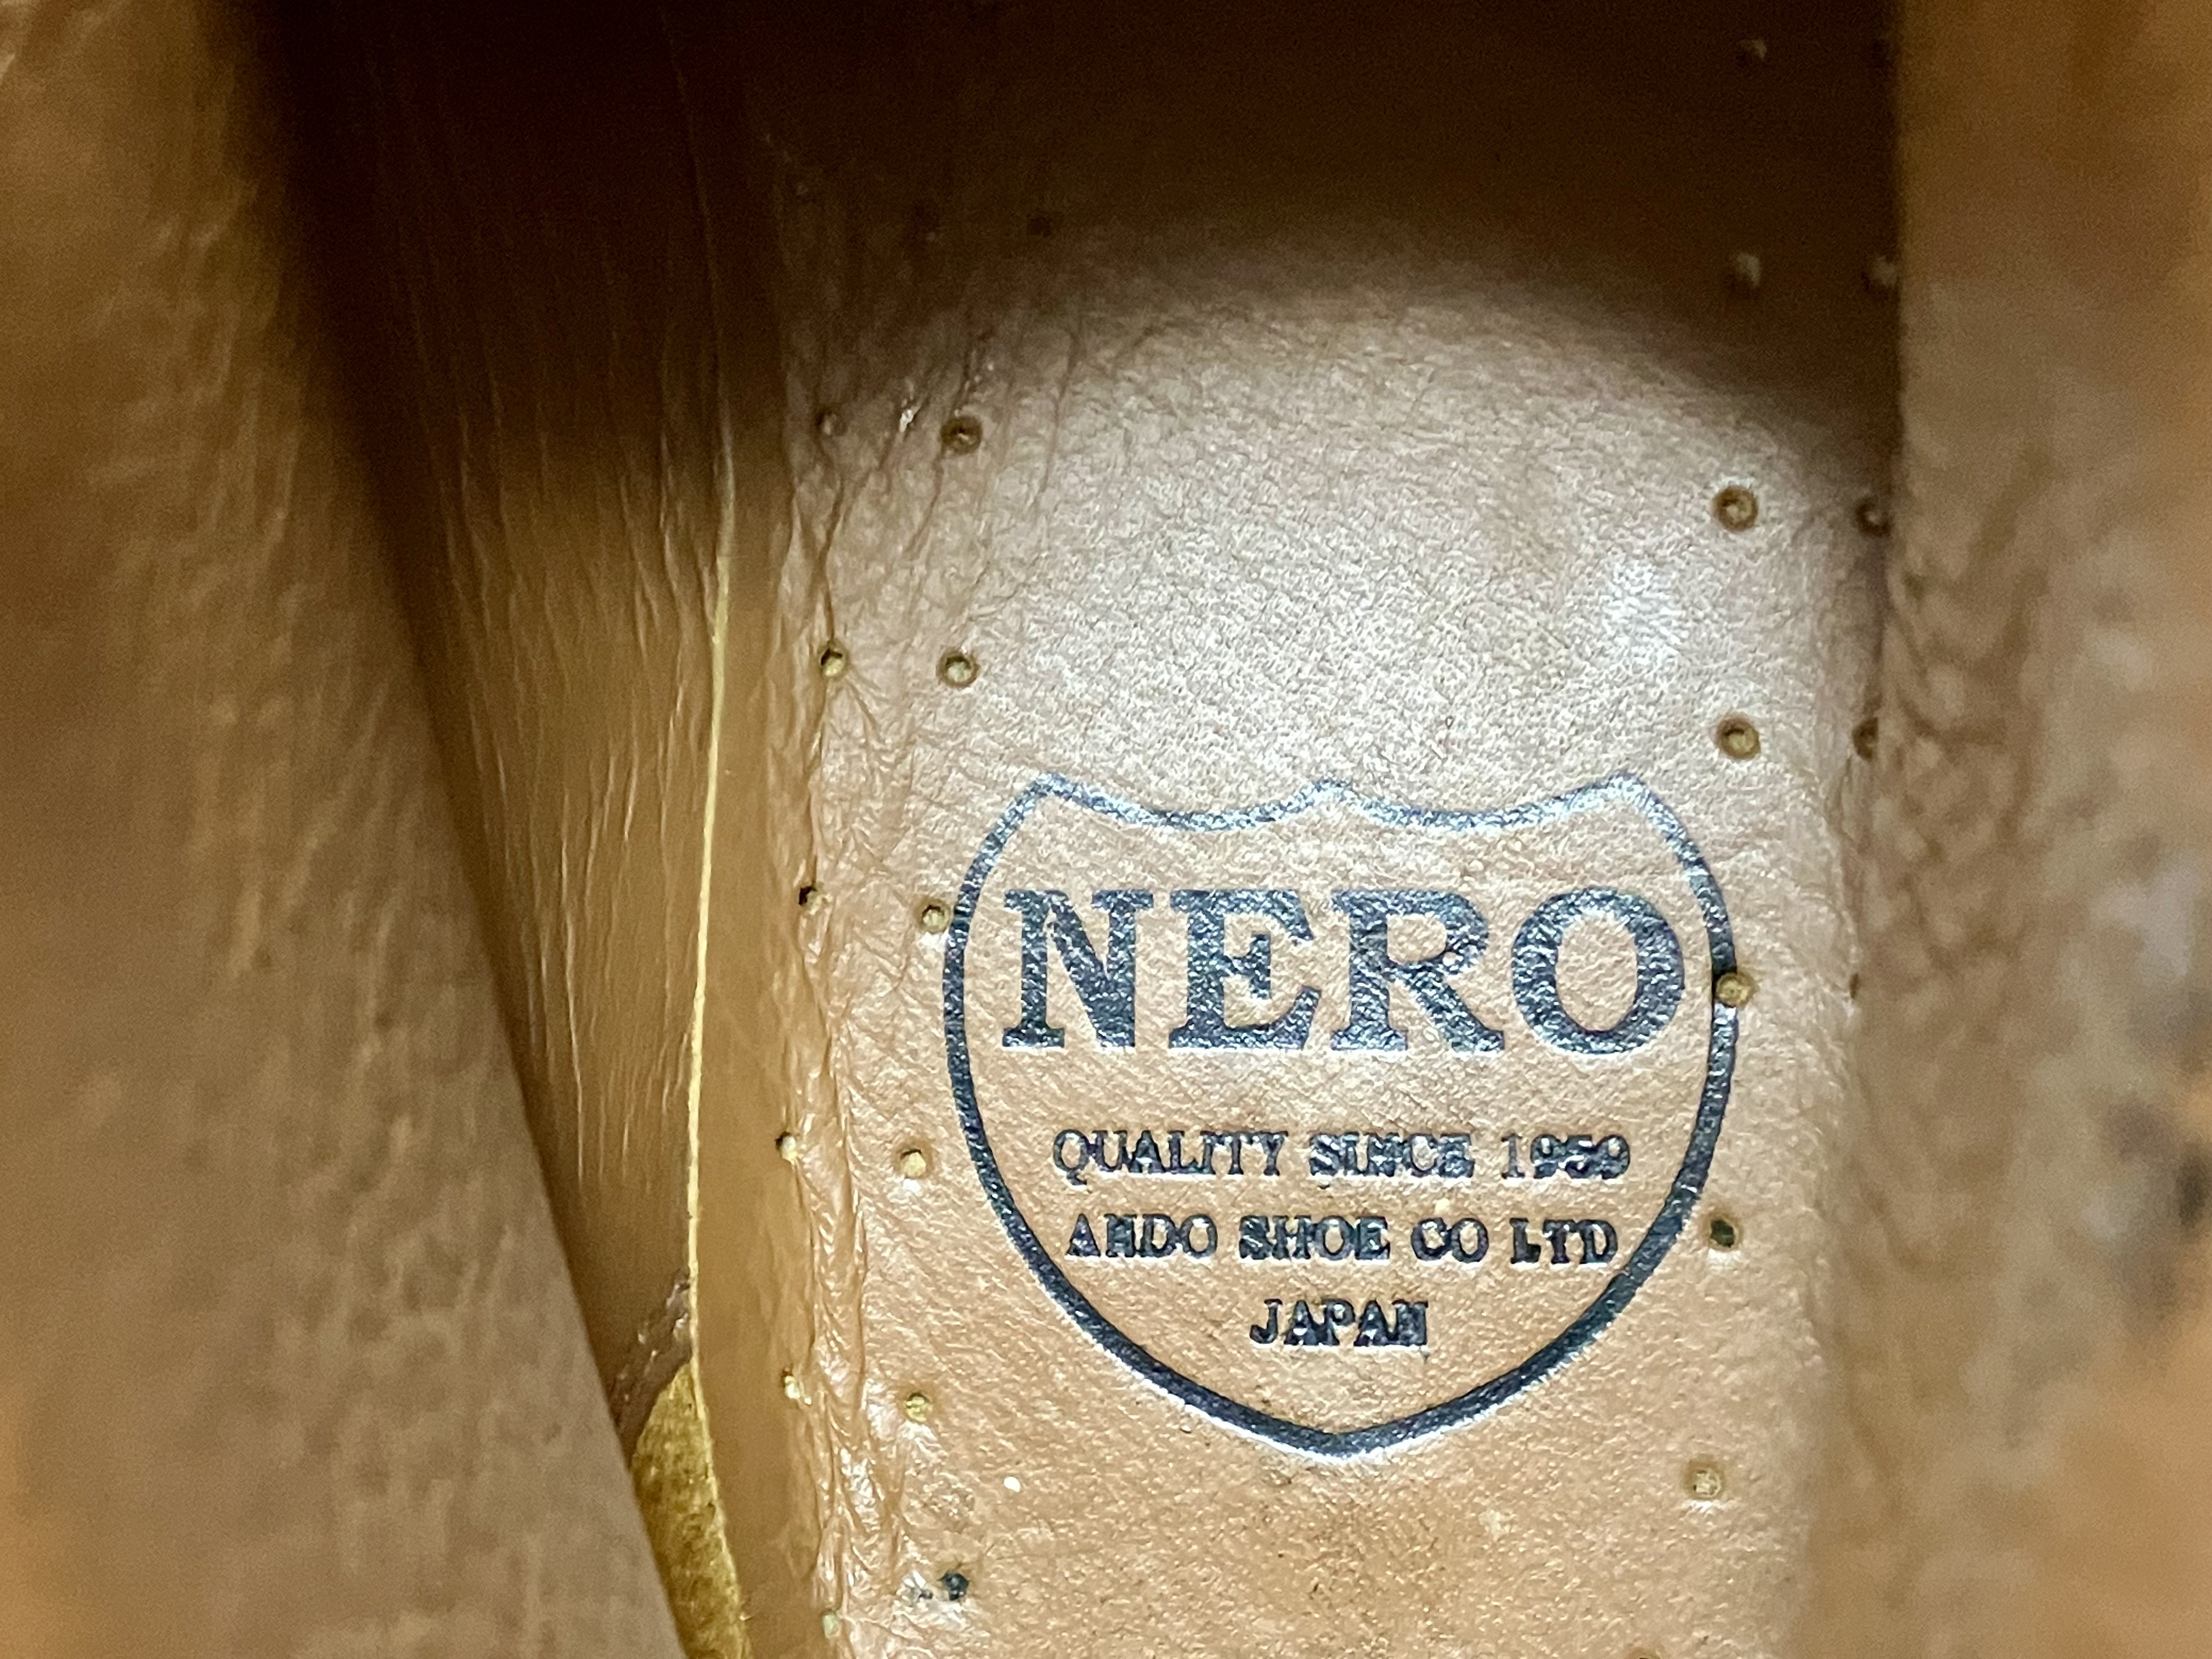 NERO
QUALITY SINCE 1959
ANDO SHOE CO LTD
JAPAN